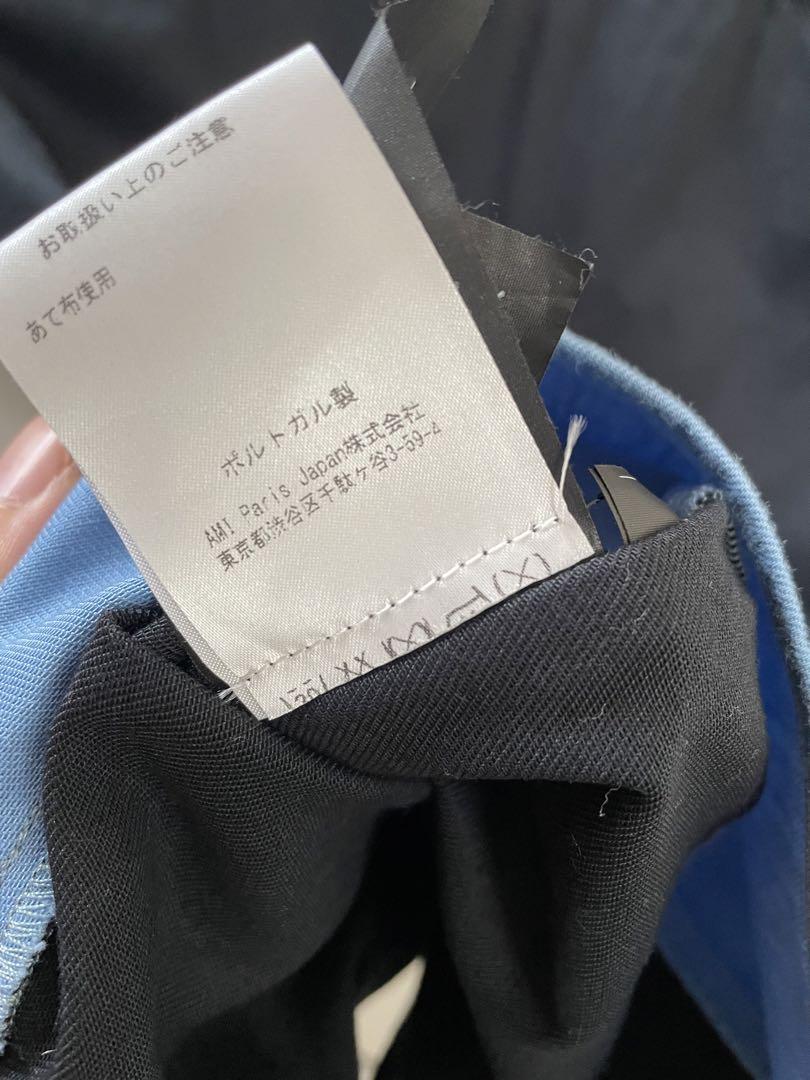 お取扱い上のご注意
あて布使用
ポルトガル製
AMI Paris Japan株式会社
東京都渋谷区千駄ヶ谷3-59-4